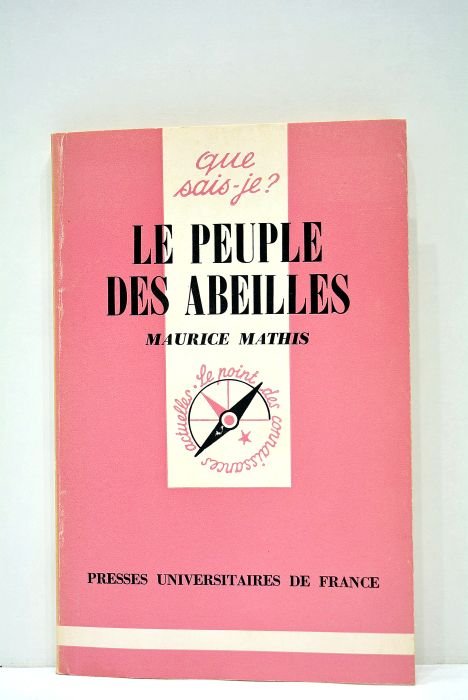 que
sais-je?
LE PEUPLE
DES ABEILLES
MAURICE MATHIS
Le point des connaissances actuelles
PRESSES UNIVERSITAIRES DE FRANCE